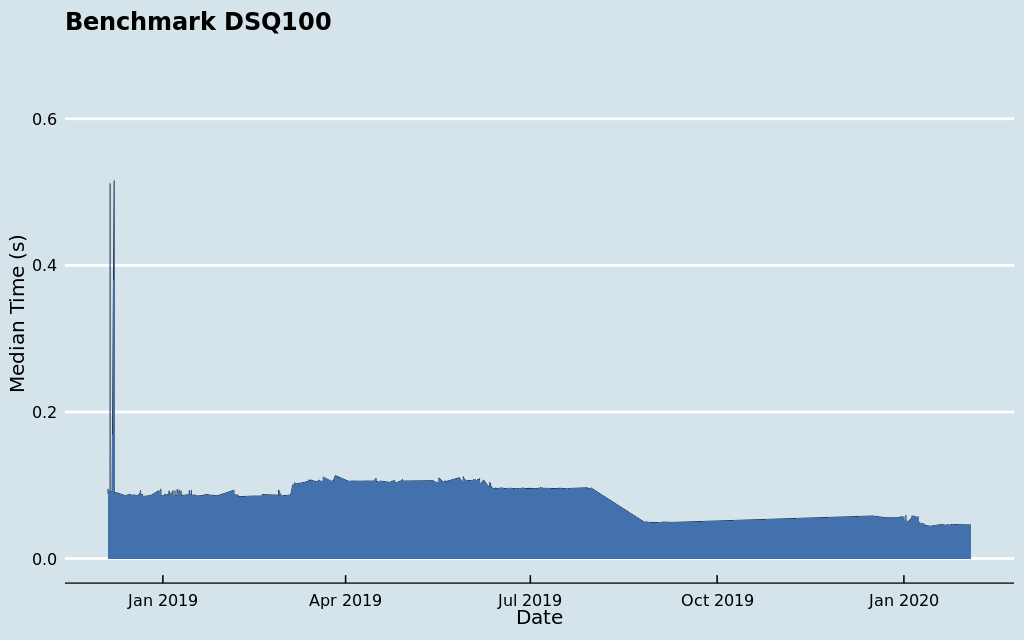 Benchmark DSQ100
0.6
0.4
0.2
0.0
Median Time (s)
Jan 2019
Apr 2019
Jul 2019
Oct 2019
Jan 2020
Date